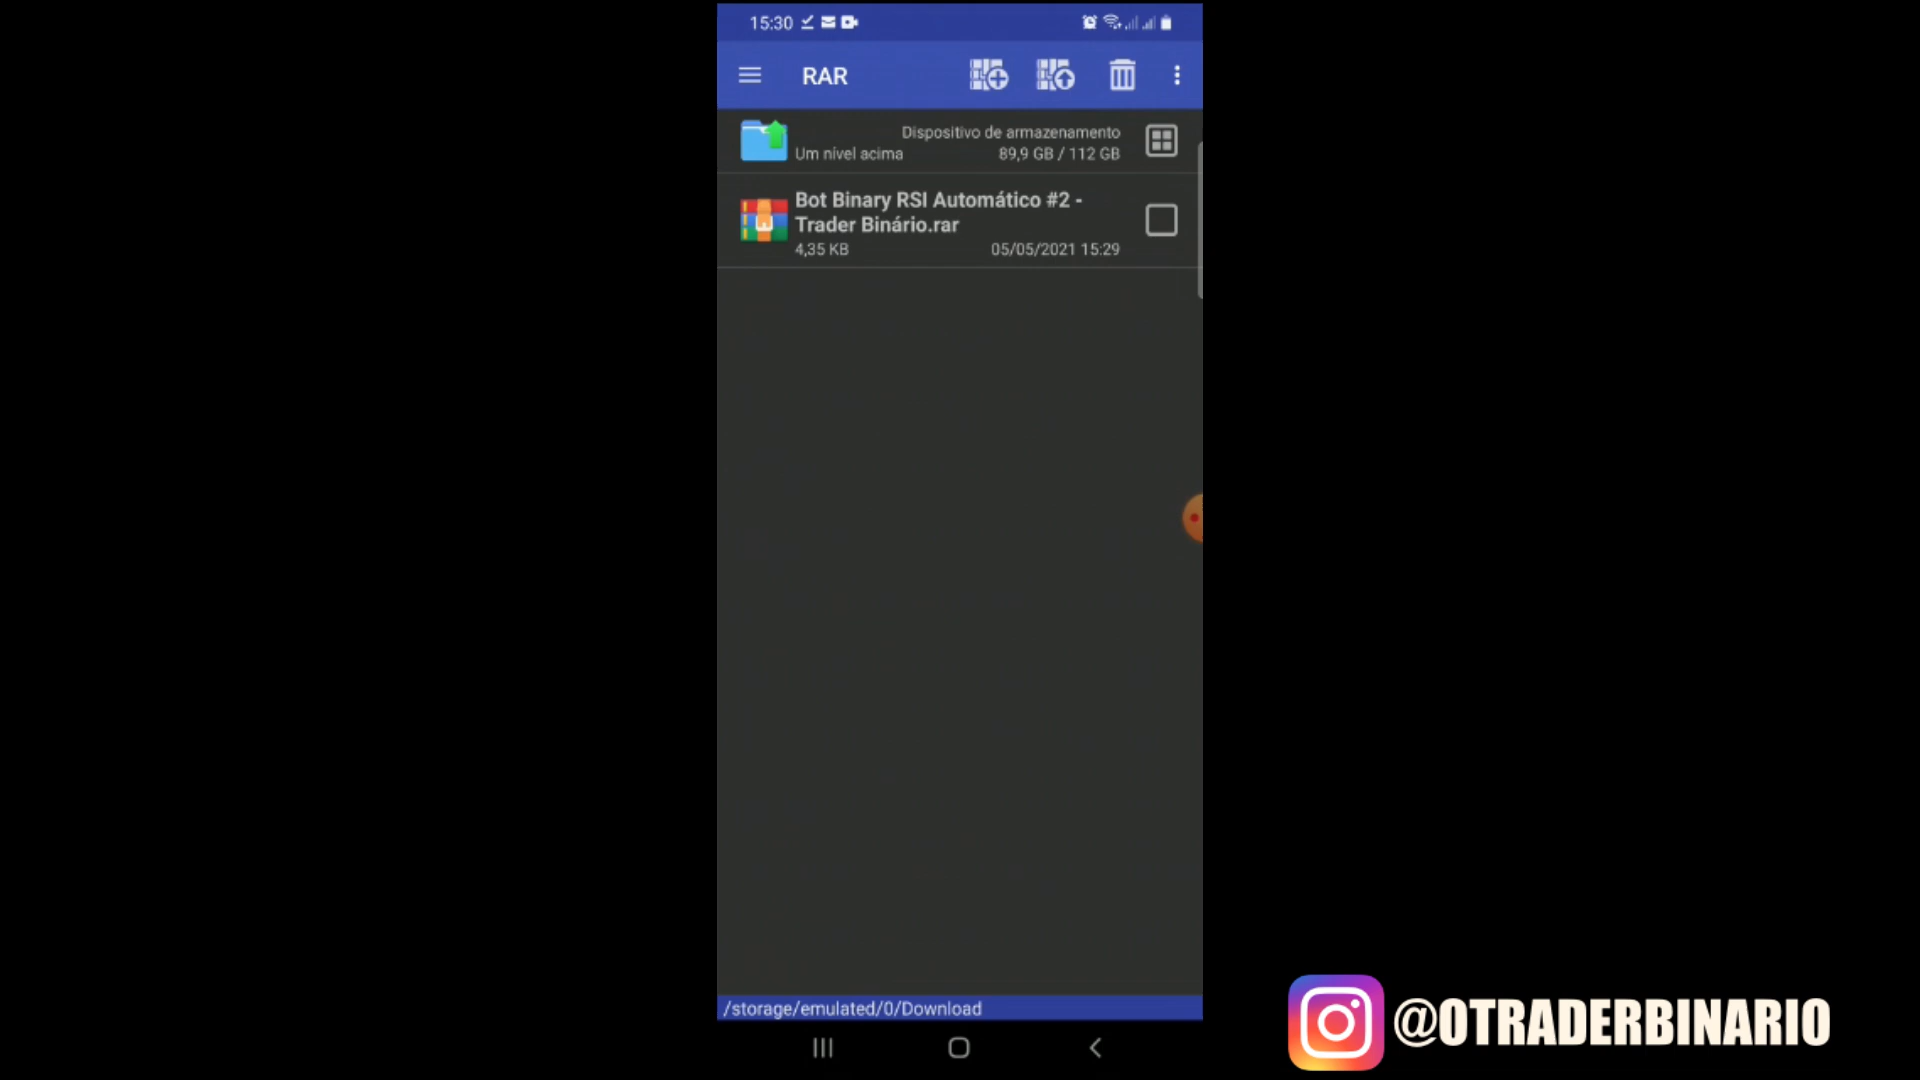 15:30
RAR
Dispositivo de armazenamento
Um nível acima
89,9 GB / 112 GB
Bot Binary RSI Automático #2 -
Trader Binário.rar
4,35 KB
05/05/2021 15:29
/storage/emulated/0/Download
@OTRADERBINARIO